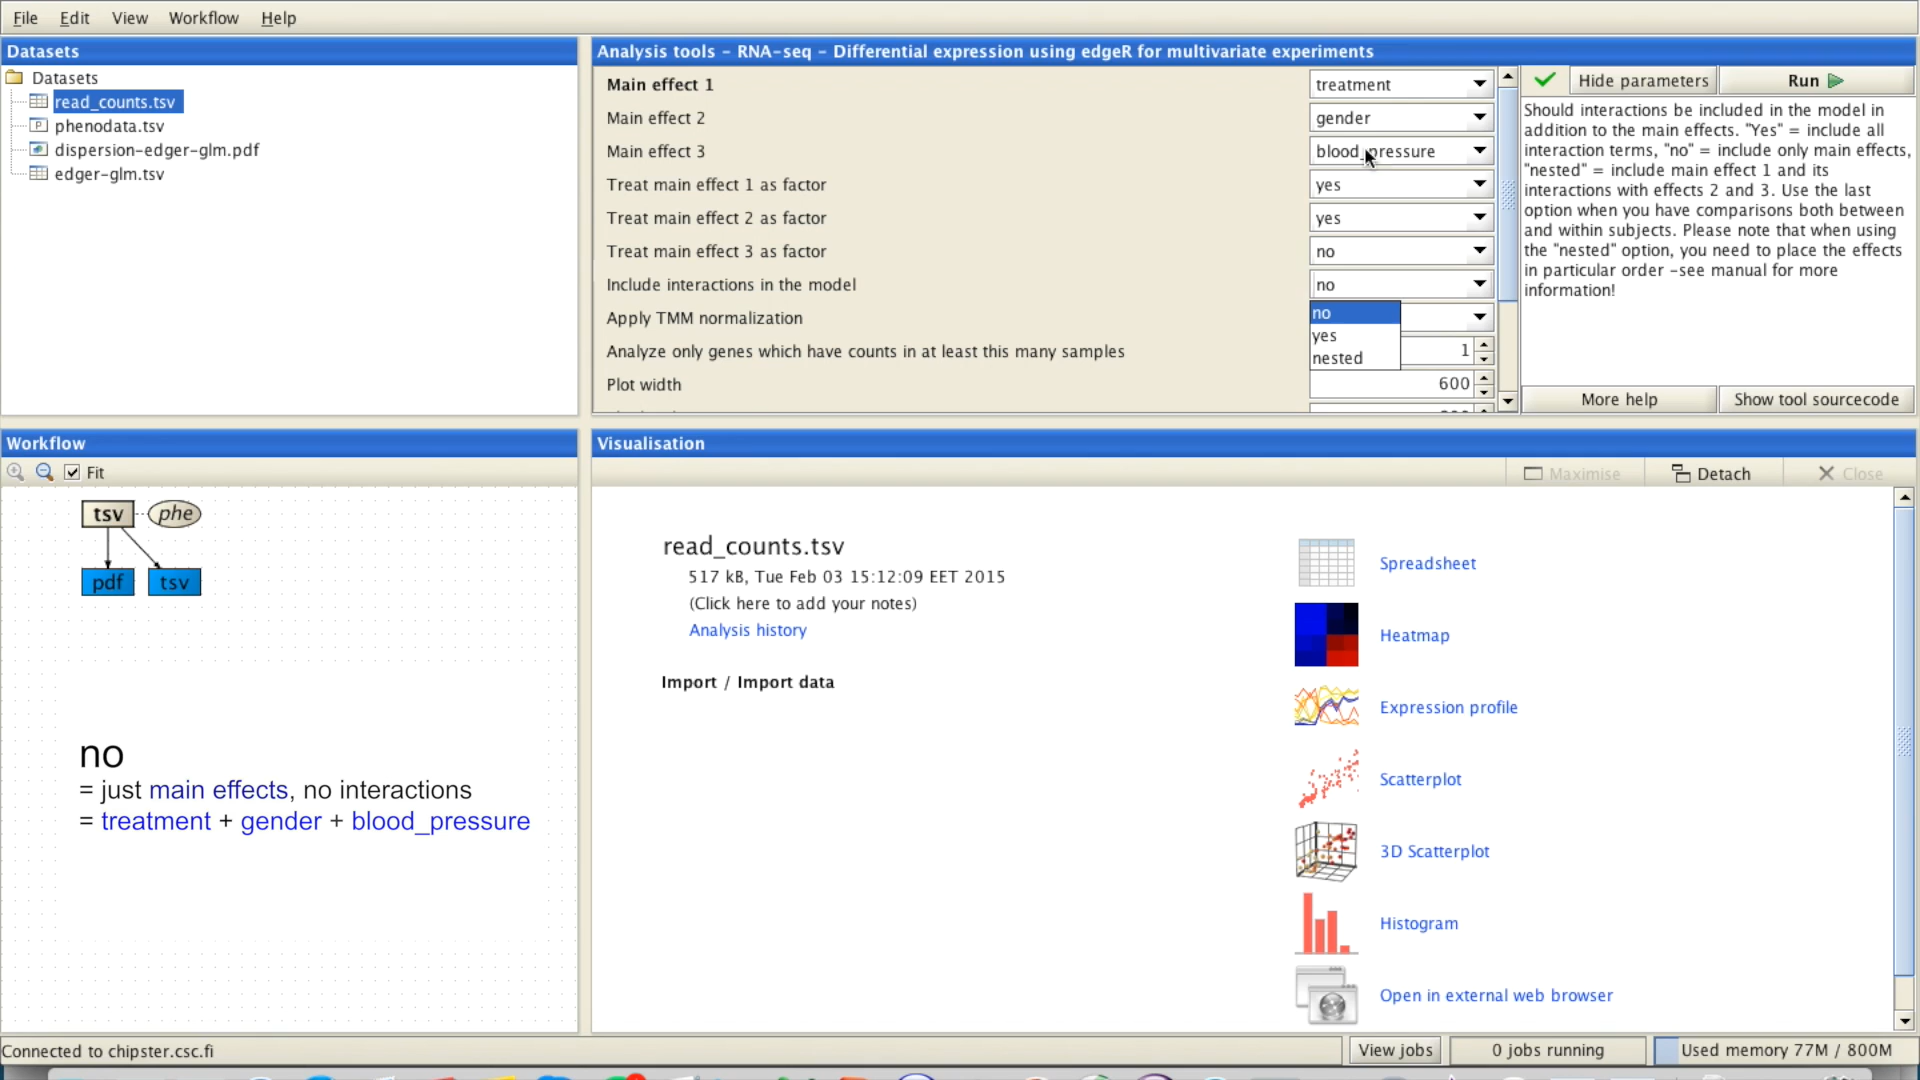 File Edit View Workflow Help
Datasets
Datasets
read_counts.tsv
phenodata.tsv
dispersion-edger-glm.pdf
edger-glm.tsv
Analysis tools - RNA-seq - Differential expression using edgeR for multivariate experiments
Main effect 1 treatment
Main effect 2 gender
Main effect 3 blood_pressure
Treat main effect 1 as factor yes
Treat main effect 2 as factor yes
Treat main effect 3 as factor no
Include interactions in the model no
no
yes
nested
Apply TMM normalization
Analyze only genes which have counts in at least this many samples 1
Plot width 600
Hide parameters Run
Should interactions be included in the model in
addition to the main effects. "Yes" = include all
interaction terms, "no" = include only main effects,
"nested" = include main effect 1 and its
interactions with effects 2 and 3. Use the last
option when you have comparisons both between
and within subjects. Please note that when using
the "nested" option, you need to place the effects
in particular order -see manual for more
information!
More help Show tool sourcecode
Workflow
Fit
tsv phe
pdf tsv
no
= just main effects, no interactions
= treatment + gender + blood_pressure
Visualisation
Maximise Detach Close
read_counts.tsv
517 kB, Tue Feb 03 15:12:09 EET 2015
(Click here to add your notes)
Analysis history
Import / Import data
Spreadsheet
Heatmap
Expression profile
Scatterplot
3D Scatterplot
Histogram
Open in external web browser
Connected to chipster.csc.fi
View jobs 0 jobs running Used memory 77M / 800M